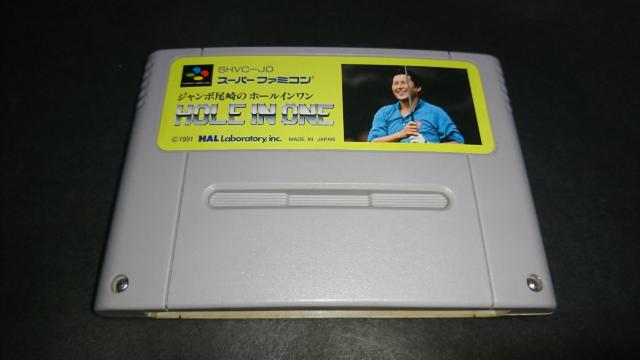 SHVC-JO
スーパーファミコン
ジャンボ尾崎の ホールインワン
HOLE IN ONE
©1991 HAL Laboratory, inc. MADE IN JAPAN